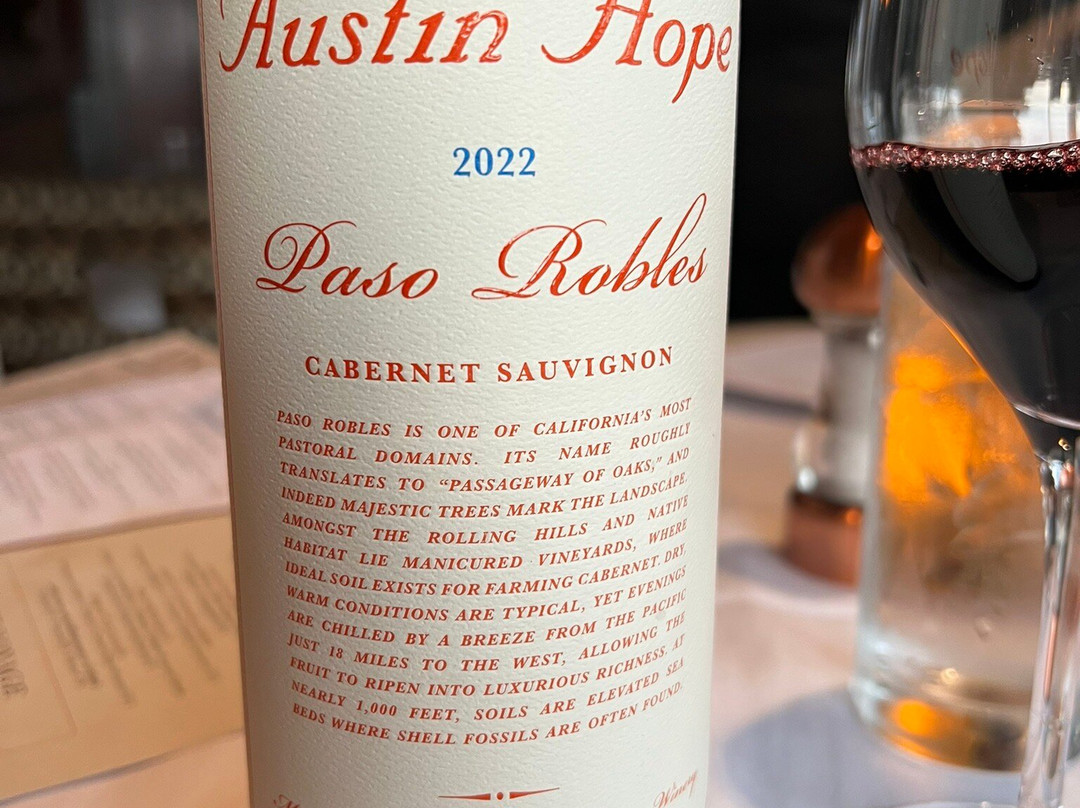 Austin Hope
2022
Paso Robles
CABERNET SAUVIGNON
PASO ROBLES IS ONE OF CALIFORNIA'S MOST
PASTORAL DOMAINS. ITS NAME ROUGHLY
TRANSLATES TO “PASSAGEWAY OF OAKS,” AND
INDEED MAJESTIC TREES MARK THE LANDSCAPE.
AMONGST THE ROLLING HILLS AND NATIVE
HABITAT LIE MANICURED VINEYARDS, WHERE
IDEAL SOIL EXISTS FOR FARMING CABERNET. DRY,
WARM CONDITIONS ARE TYPICAL, YET EVENINGS
ARE CHILLED BY A BREEZE FROM THE PACIFIC
JUST 18 MILES TO THE WEST, ALLOWING THE
FRUIT TO RIPEN INTO LUXURIOUS RICHNESS. AT
NEARLY 1,000 FEET, SOILS ARE ELEVATED SEA
BEDS WHERE SHELL FOSSILS ARE OFTEN FOUND.
Winery